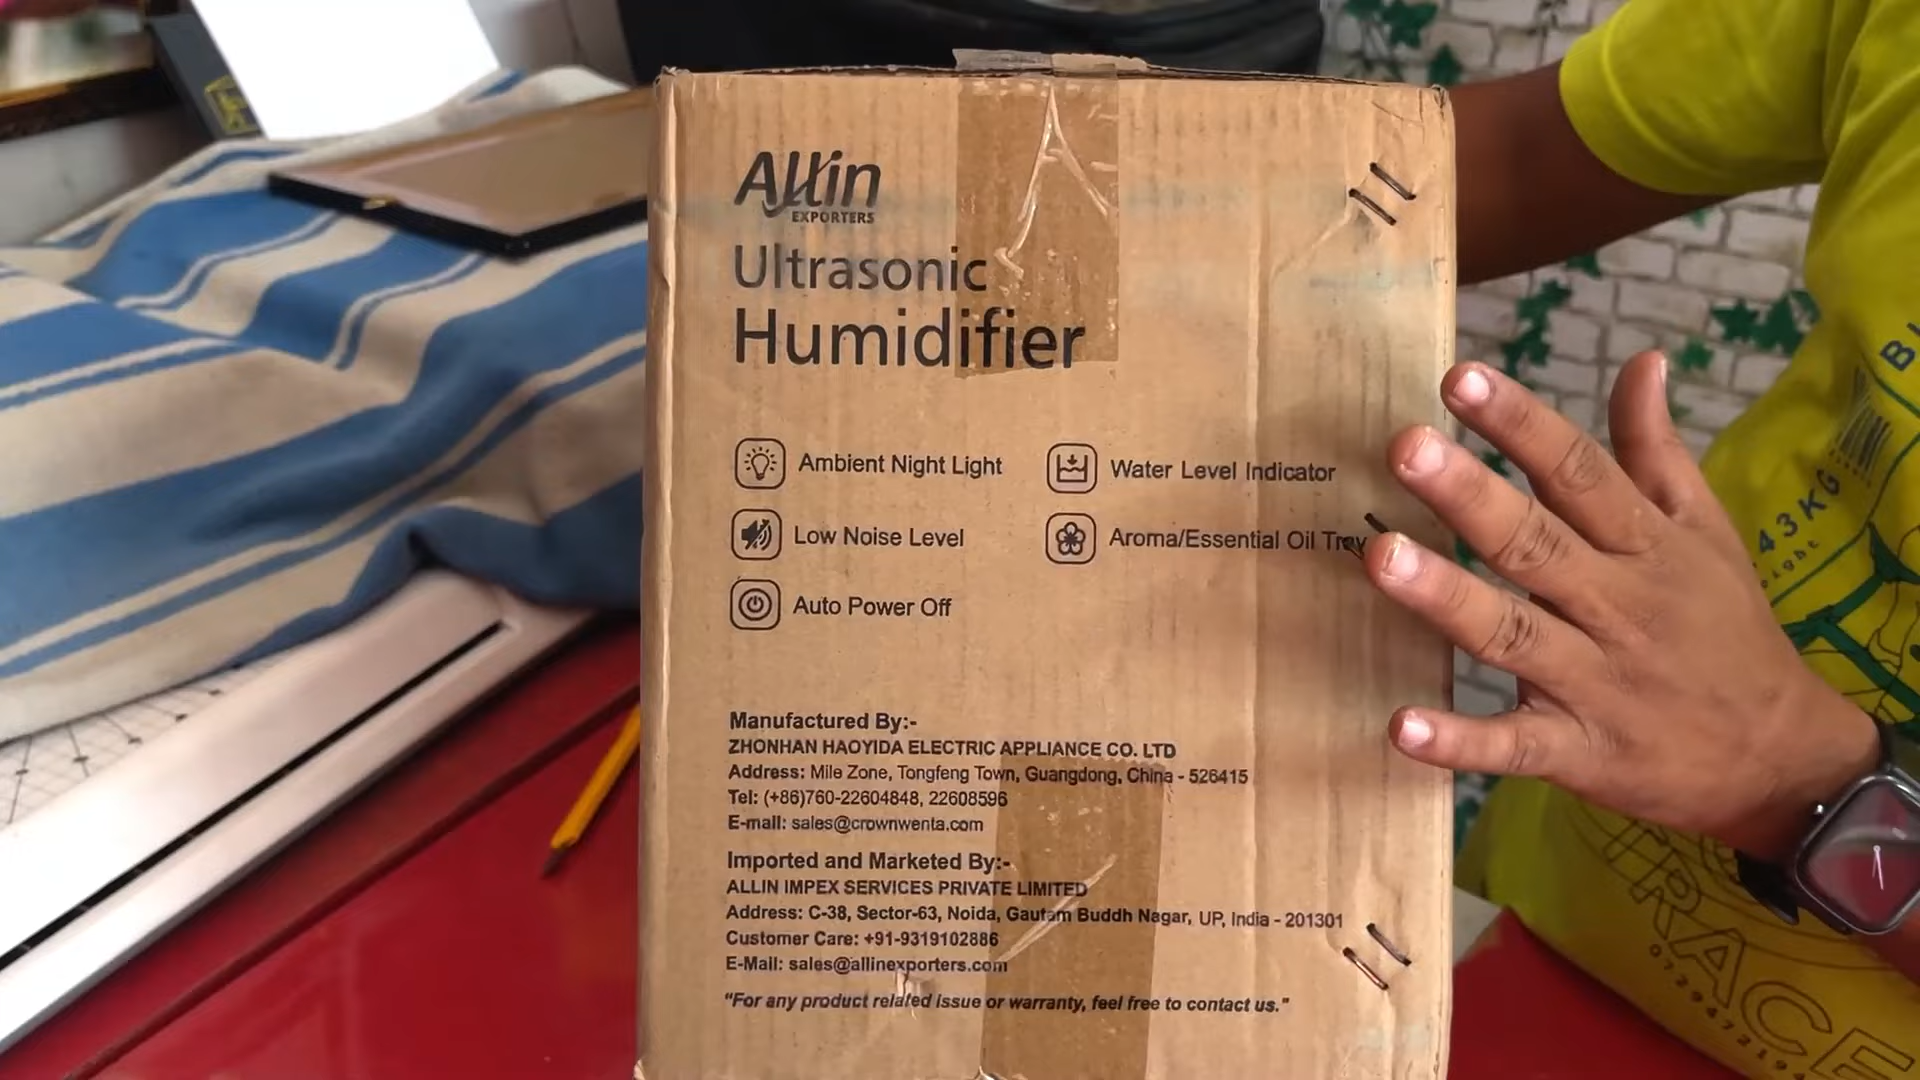 Allin
EXPORTERS
Ultrasonic
Humidifier
Ambient Night Light
Water Level Indicator
Low Noise Level
Aroma/Essential Oil Tray
Auto Power Off
Manufactured By:-
ZHONHAN HAOYIDA ELECTRIC APPLIANCE CO. LTD
Address: Mile Zone, Tongfeng Town, Guangdong, China - 526415
Tel: (+86)760-22604848, 22608596
E-mall: sales@crownwenta.com
Imported and Marketed By:-
ALLIN IMPEX SERVICES PRIVATE LIMITED
Address: C-38, Sector-63, Noida, Gautam Buddh Nagar, UP, India - 201301
Customer Care: +91-9319102886
E-Mail: sales@allinexporters.com
"For any product related issue or warranty, feel free to contact us."
43KG
TRACE